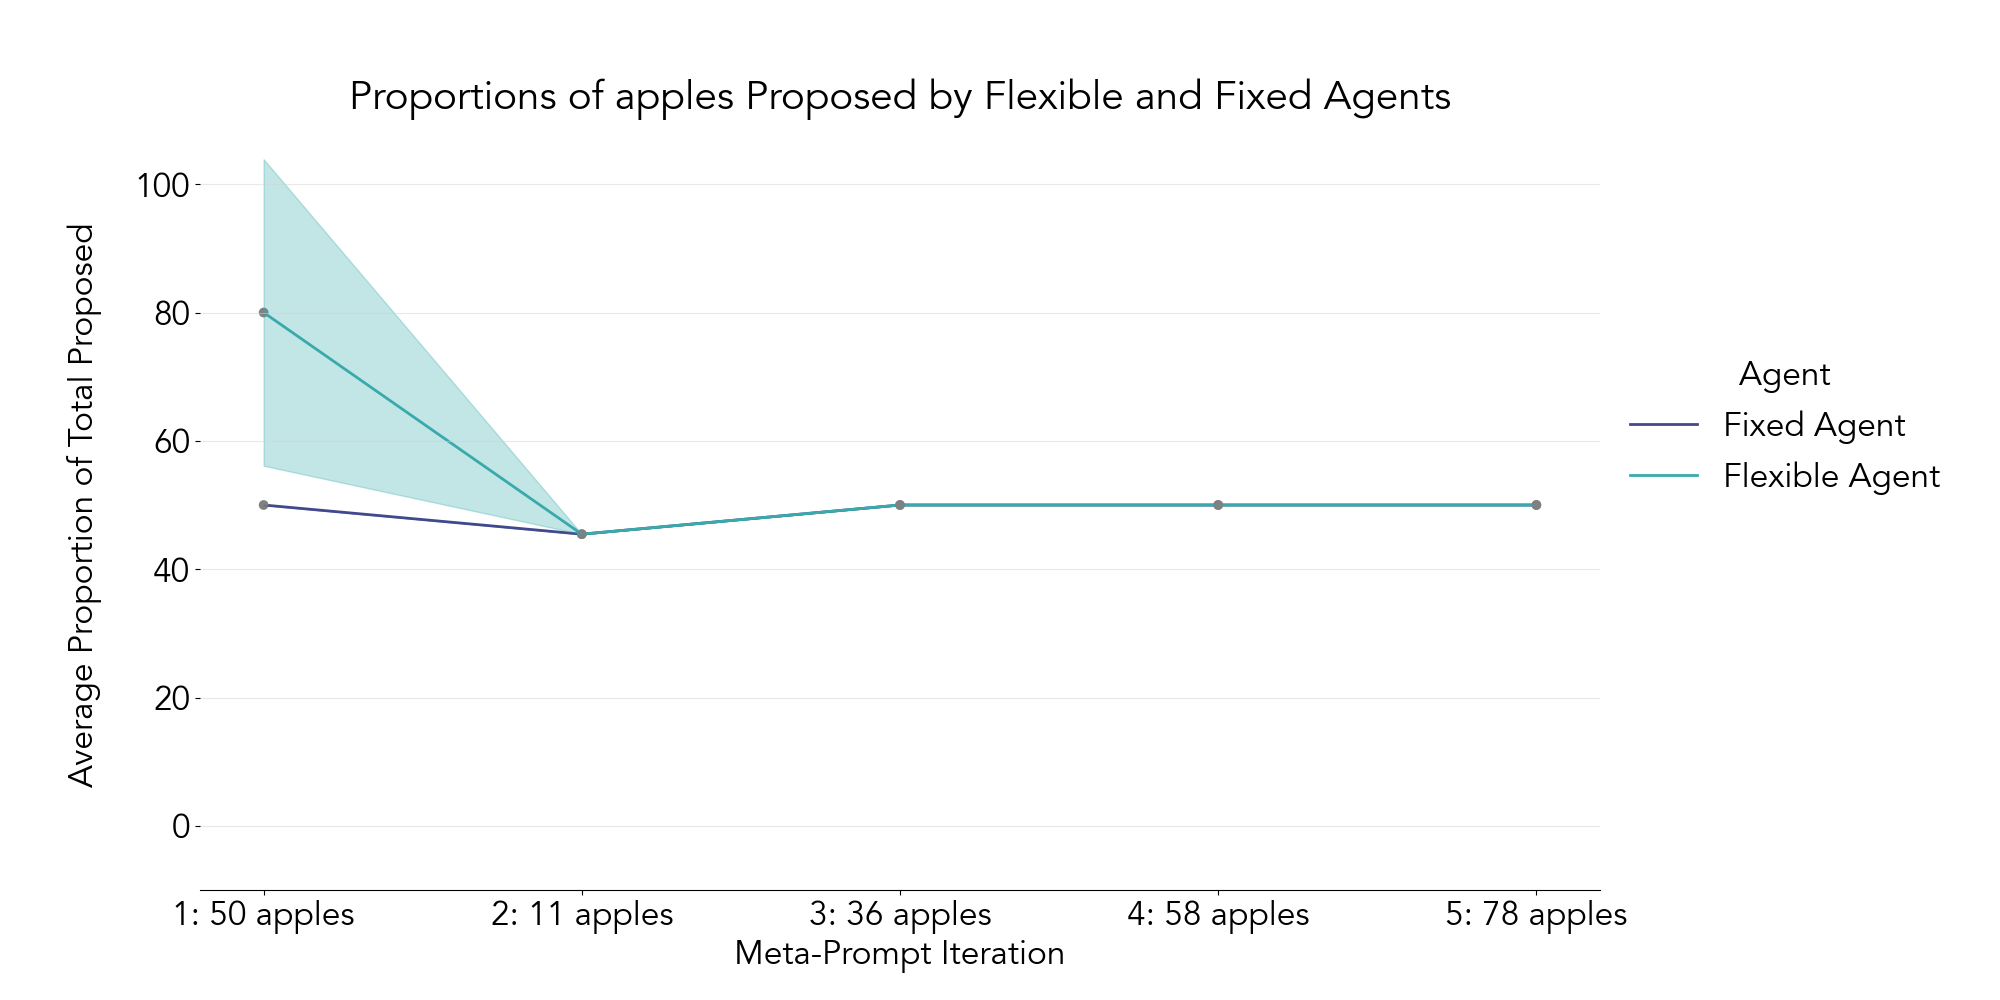 Proportions of apples Proposed by Flexible and Fixed Agents
Average Proportion of Total Proposed
100
80
60
40
20
0
1: 50 apples
2: 11 apples
3: 36 apples
4: 58 apples
5: 78 apples
Meta-Prompt Iteration
Agent
Fixed Agent
Flexible Agent